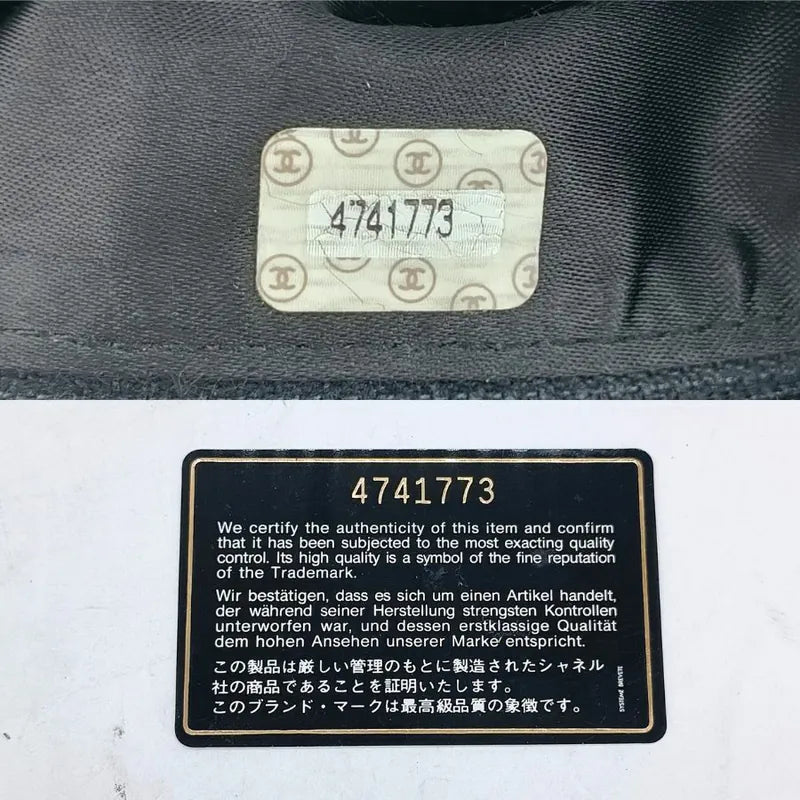 4741773
4741773
We certify the authenticity of this item and confirm
that it has been subjected to the most exacting quality
control. Its high quality is a symbol of the fine reputation
of the Trademark.
Wir bestätigen, dass es sich um einen Artikel handelt,
der während seiner Herstellung strengsten Kontrollen
unterworfen war, und dessen erstklassige Qualität
dem hohen Ansehen unserer Marke entspricht.
この製品は厳しい管理のもとに製造されたシャネル
社の商品であることを証明いたします。
このブランド・マークは最高級品質の象徴です。
SYSTEME BREVETE